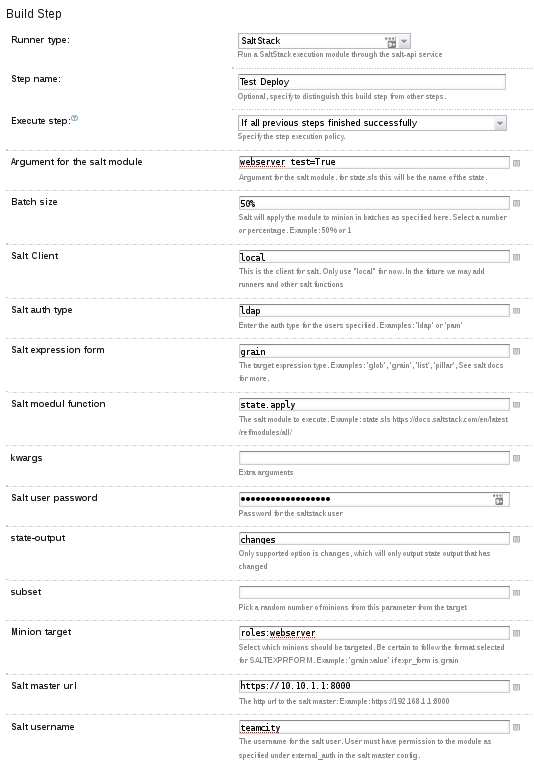 Build Step
Runner type:
SaltStack
Run a SaltStack execution module through the salt-api service
Step name:
Test Deploy
Optional, specify to distinguish this build step from other steps.
Execute step:
If all previous steps finished successfully
Specify the step execution policy.
Argument for the salt module
webserver test=True
Argument for the salt module. for state.sls this will be the name of the state.
Batch size
50%
Salt will apply the module to minion in batches as specified here. Select a number
or percentage. Example: 50% or 1
Salt Client
local
This is the client for salt. Only use "local" for now. In the future we may add
runners and other salt functions
Salt auth type
ldap
Enter the auth type for the users specified. Examples: 'ldap' or 'pam'
Salt expression form
grain
The target expression type. Examples: 'glob', 'grain', 'list', 'pillar', See salt docs
for more.
Salt moedul function
state.apply
The salt module to execute. Example: state.sls https://docs.saltstack.com/en/latest
/ref/modules/all/
kwargs
Extra arguments
Salt user password
••••••••••••••••••
Password for the saltstack user
state-output
changes
Only supported option is changes, which will only output state output that has
changed
subset
Pick a random number of minions from this parameter from the target
Minion target
roles:webserver
Select which minions should be targeted. Be certain to follow the format selected
for SALTEXPRFORM. Example: 'grain:value' if expr_form is grain
Salt master url
https://10.10.1.1:8000
The http url to the salt master: Example: https://192.168.1.1:8000
Salt username
teamcity
The username for the salt user. User must have permission to the module as
specified under external_auth in the salt master config.